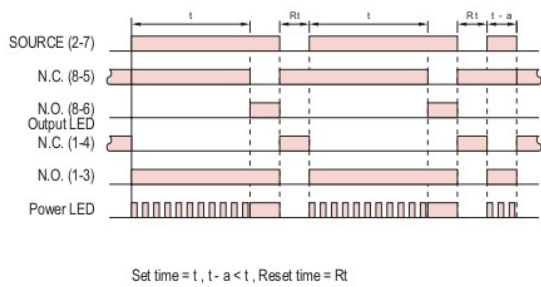 t Rt t Rt t - a
SOURCE (2-7)
N.C. (8-5)
N.O. (8-6)
Output LED
N.C. (1-4)
N.O. (1-3)
Power LED
Set time = t , t - a < t , Reset time = Rt